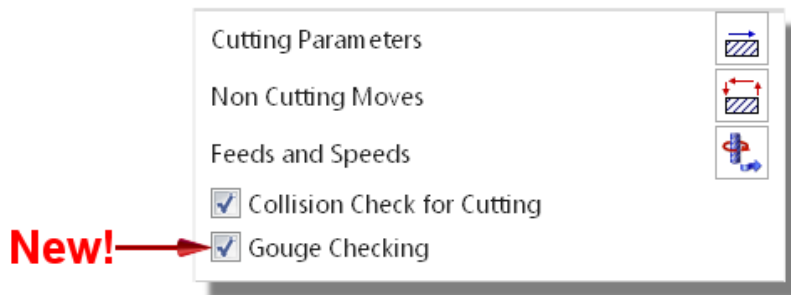 Cutting Parameters
Non Cutting Moves
Feeds and Speeds
Collision Check for Cutting
New! Gouge Checking